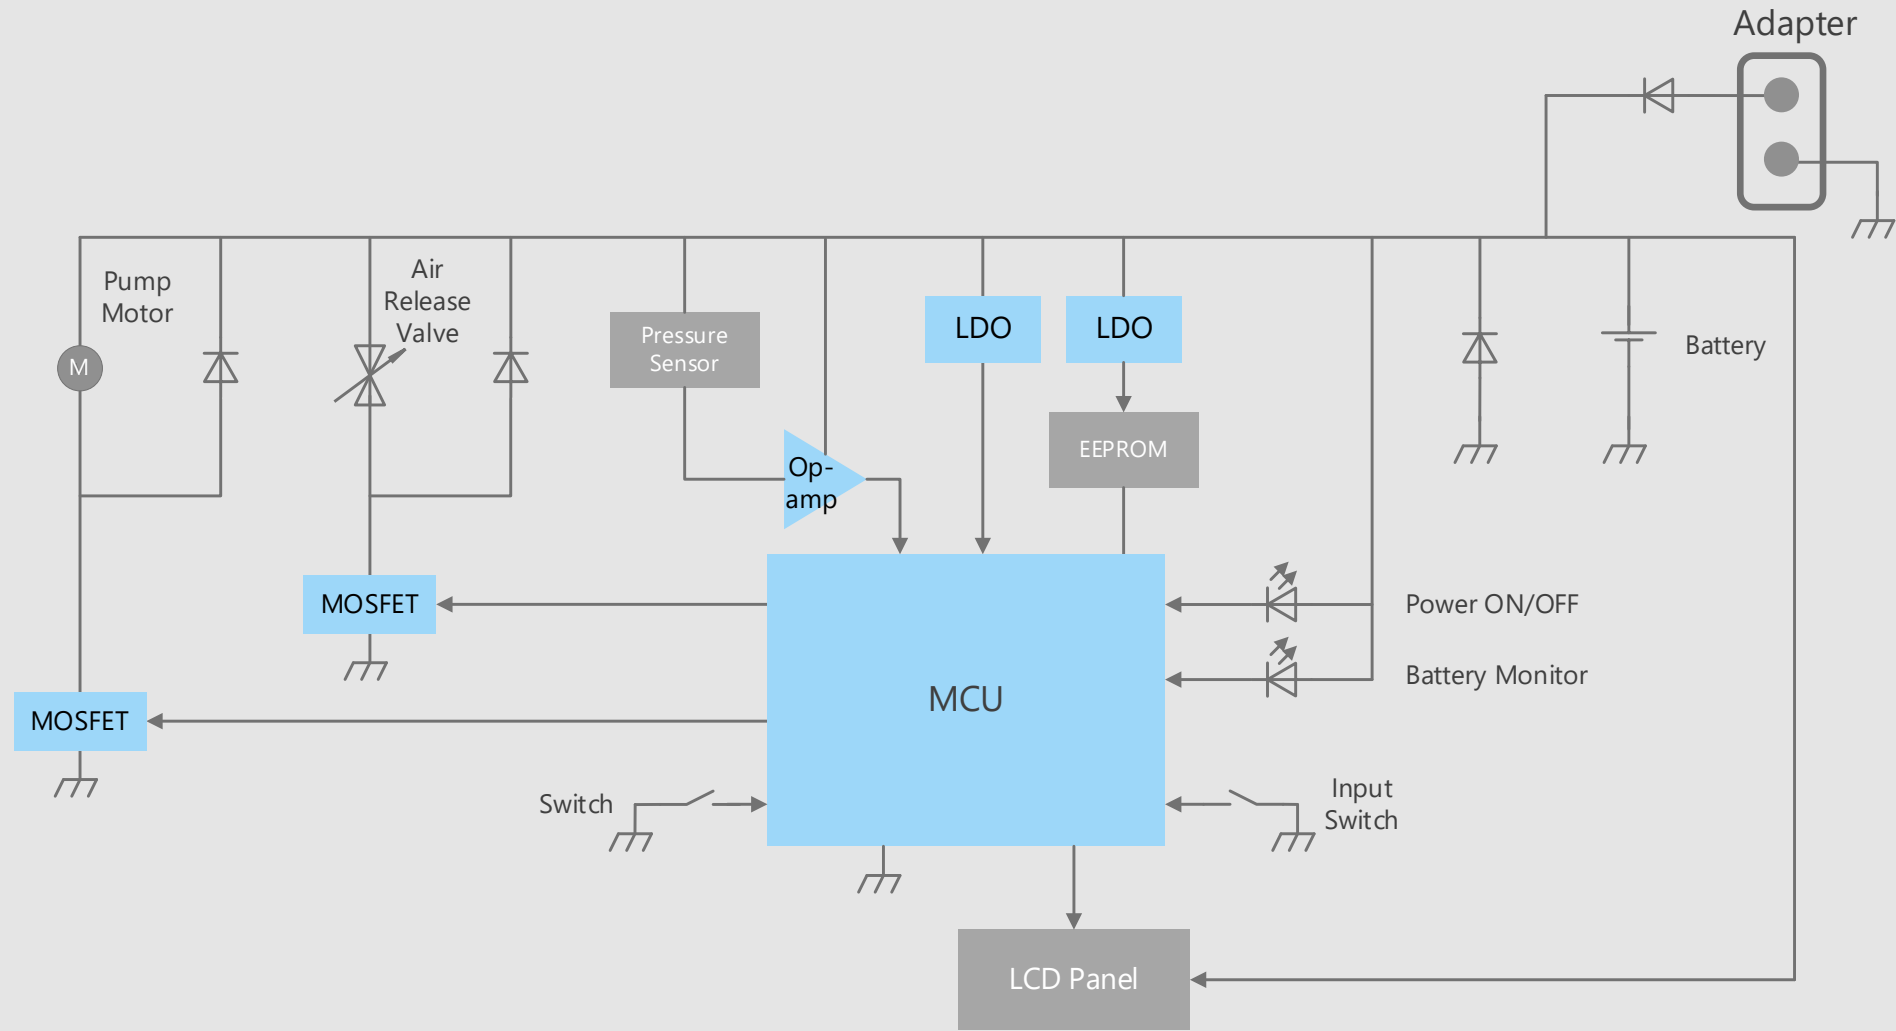 Adapter
Pump
Motor
Air
Release
Valve
M
Pressure
Sensor
LDO
LDO
Battery
Op-
amp
EEPROM
MOSFET
Power ON/OFF
Battery Monitor
MCU
MOSFET
Switch
Input
Switch
LCD Panel